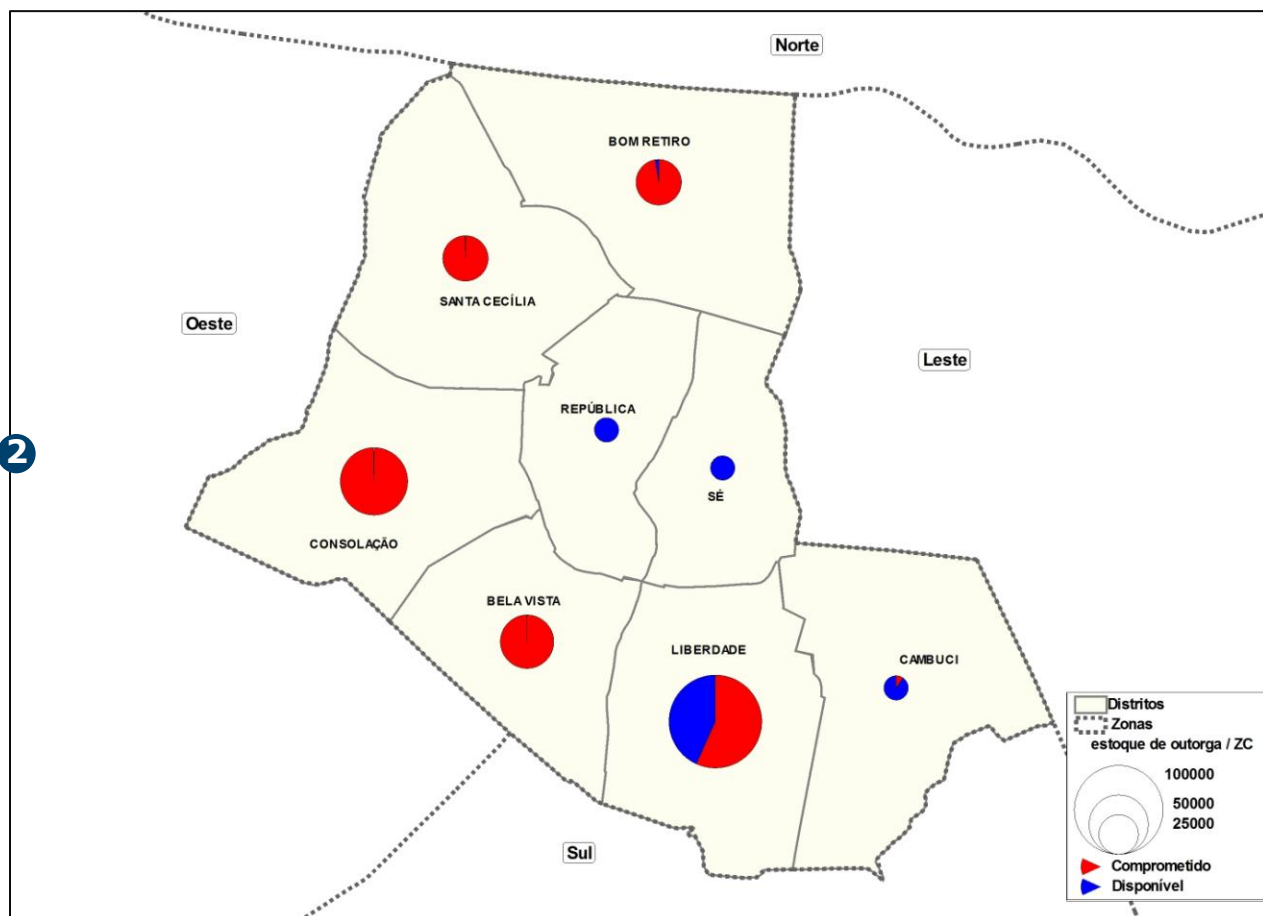 Norte
BOM RETIRO
SANTA CECÍLIA
Oeste
Leste
REPÚBLICA
2
SÉ
CONSOLAÇÃO
BELA VISTA
LIBERDADE
CAMBUCI
Sul
Distritos
Zonas
estoque de outorga / ZC
100000
50000
25000
Comprometido
Disponível